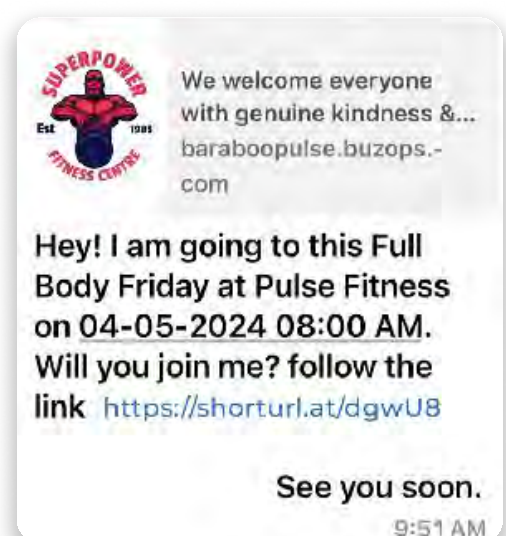 SUPERPOWER
Est 1985
FITNESS CENTRE
We welcome everyone
with genuine kindness &...
baraboopulse.buzops.-
com
Hey! I am going to this Full
Body Friday at Pulse Fitness
on 04-05-2024 08:00 AM.
Will you join me? follow the
link https://shorturl.at/dgwU8
See you soon.
9:51 AM